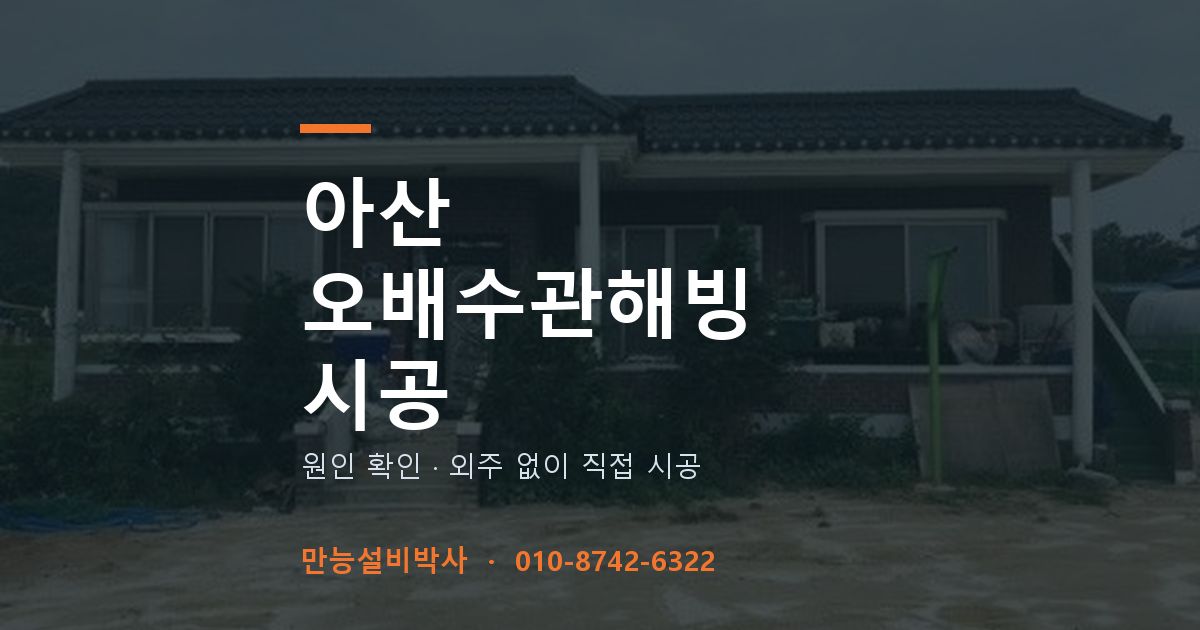 아산
오배수관해빙
시공
원인 확인 · 외주 없이 직접 시공
만능설비박사 · 010-8742-6322